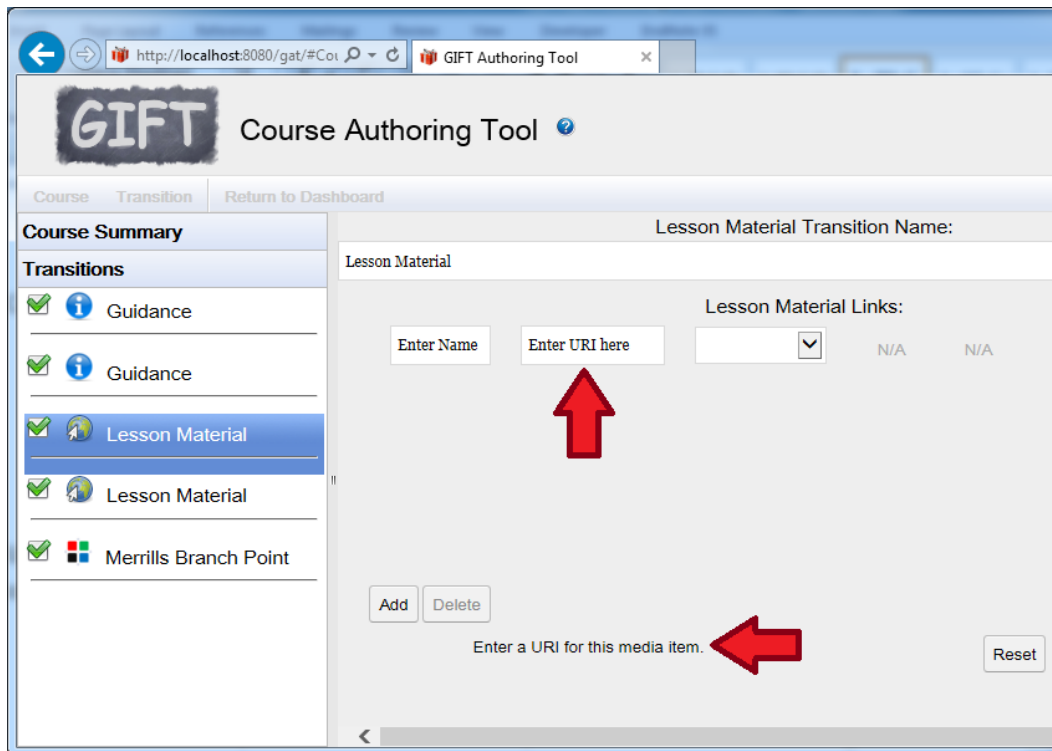 http://localhost:8080/gat/#Cou
GIFT Authoring Tool
GIFT
Course Authoring Tool ?
Course Transition Return to Dashboard
Course Summary
Lesson Material Transition Name:
Transitions
Lesson Material
Guidance
Lesson Material Links:
Enter Name Enter URI here N/A N/A
Guidance
Lesson Material
Lesson Material
Merrills Branch Point
Add Delete
Enter a URI for this media item.
Reset